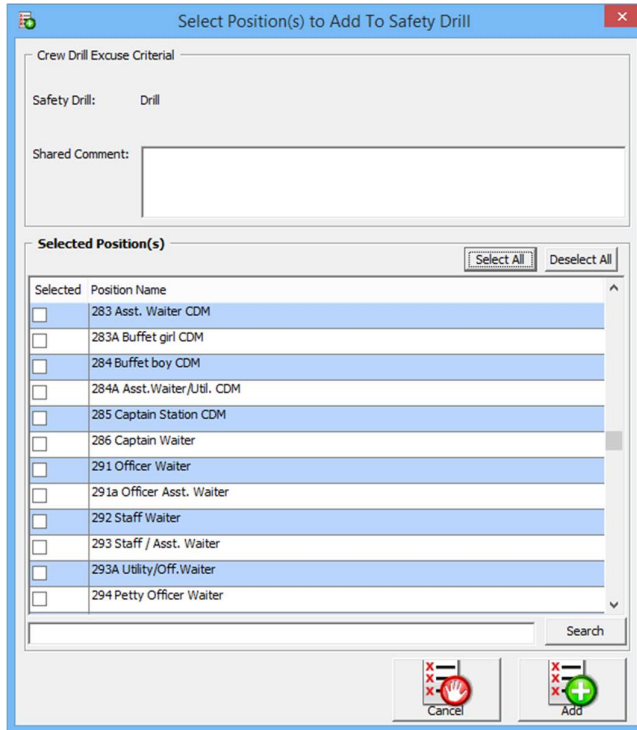 Select Position(s) to Add To Safety Drill
Crew Drill Excuse Criterial
Safety Drill: Drill
Shared Comment:
Selected Position(s)
Select All Deselect All
Selected Position Name
283 Asst. Waiter CDM
283A Buffet girl CDM
284 Buffet boy CDM
284A Asst.Waiter/Util. CDM
285 Captain Station CDM
286 Captain Waiter
291 Officer Waiter
291a Officer Asst. Waiter
292 Staff Waiter
293 Staff / Asst. Waiter
293A Utility/Off.Waiter
294 Petty Officer Waiter
Search
Cancel Add